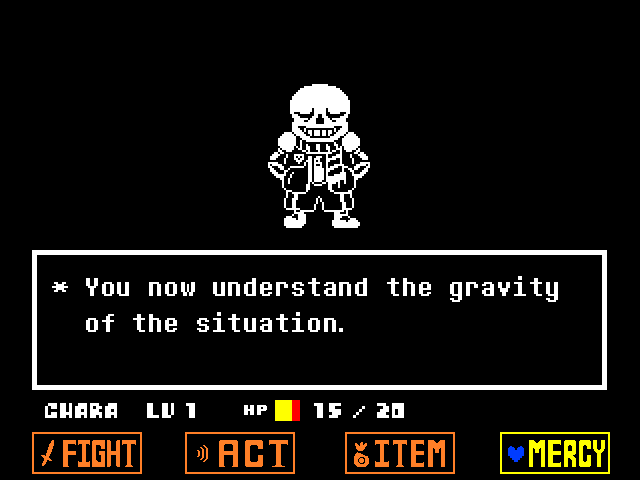 * You now understand the gravity
of the situation.
CHARA LV 1 HP 15 / 20
FIGHT ACT ITEM MERCY